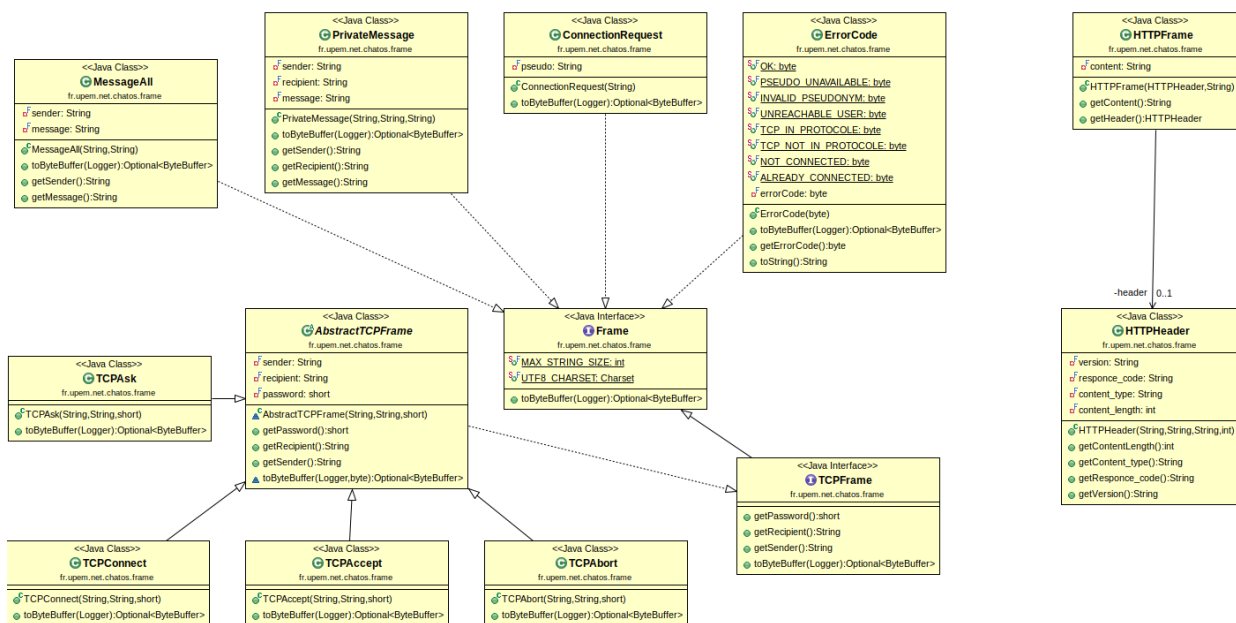 <<Java Class>>
MessageAll
fr.upem.net.chatos.frame
sender: String
message: String
MessageAll(String,String)
toByteBuffer(Logger):Optional<ByteBuffer>
getSender():String
getMessage():String
<<Java Class>>
PrivateMessage
fr.upem.net.chatos.frame
sender: String
recipient: String
message: String
PrivateMessage(String,String,String)
toByteBuffer(Logger):Optional<ByteBuffer>
getSender():String
getRecipient():String
getMessage():String
<<Java Class>>
ConnectionRequest
fr.upem.net.chatos.frame
pseudo: String
ConnectionRequest(String)
toByteBuffer(Logger):Optional<ByteBuffer>
<<Java Class>>
ErrorCode
fr.upem.net.chatos.frame
OK: byte
PSEUDO_UNAVAILABLE: byte
INVALID_PSEUDONYM: byte
UNREACHABLE_USER: byte
TCP_IN_PROTOCOLE: byte
TCP_NOT_IN_PROTOCOLE: byte
NOT_CONNECTED: byte
ALREADY_CONNECTED: byte
errorCode: byte
ErrorCode(byte)
toByteBuffer(Logger):Optional<ByteBuffer>
getErrorCode():byte
toString():String
<<Java Class>>
HTTPFrame
fr.upem.net.chatos.frame
content: String
HTTPFrame(HTTPHeader,String)
getContent():String
getHeader():HTTPHeader
-header 0..1
<<Java Class>>
AbstractTCPFrame
fr.upem.net.chatos.frame
sender: String
recipient: String
password: short
AbstractTCPFrame(String,String,short)
getPassword():short
getRecipient():String
getSender():String
toByteBuffer(Logger,byte):Optional<ByteBuffer>
<<Java Interface>>
Frame
fr.upem.net.chatos.frame
MAX_STRING_SIZE: int
UTF8_CHARSET: Charset
toByteBuffer(Logger):Optional<ByteBuffer>
<<Java Class>>
HTTPHeader
fr.upem.net.chatos.frame
version: String
responce_code: String
content_type: String
content_length: int
HTTPHeader(String,String,String,int)
getContentLength():int
getContent_type():String
getResponce_code():String
getVersion():String
<<Java Class>>
TCPAsk
fr.upem.net.chatos.frame
TCPAsk(String,String,short)
toByteBuffer(Logger):Optional<ByteBuffer>
<<Java Interface>>
TCPFrame
fr.upem.net.chatos.frame
getPassword():short
getRecipient():String
getSender():String
toByteBuffer(Logger):Optional<ByteBuffer>
<<Java Class>>
TCPConnect
fr.upem.net.chatos.frame
TCPConnect(String,String,short)
toByteBuffer(Logger):Optional<ByteBuffer>
<<Java Class>>
TCPAccept
fr.upem.net.chatos.frame
TCPAccept(String,String,short)
toByteBuffer(Logger):Optional<ByteBuffer>
<<Java Class>>
TCPAbort
fr.upem.net.chatos.frame
TCPAbort(String,String,short)
toByteBuffer(Logger):Optional<ByteBuffer>